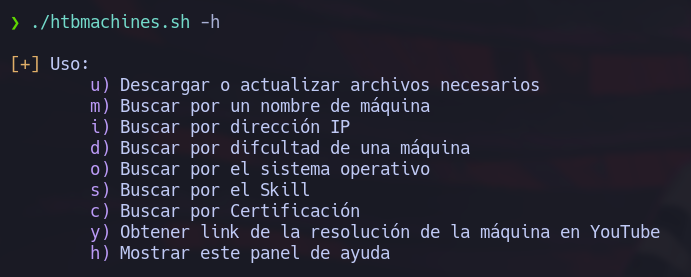 ❯ ./htbmachines.sh -h
[+] Uso:
u) Descargar o actualizar archivos necesarios
m) Buscar por un nombre de máquina
i) Buscar por dirección IP
d) Buscar por difcultad de una máquina
o) Buscar por el sistema operativo
s) Buscar por el Skill
c) Buscar por Certificación
y) Obtener link de la resolución de la máquina en YouTube
h) Mostrar este panel de ayuda